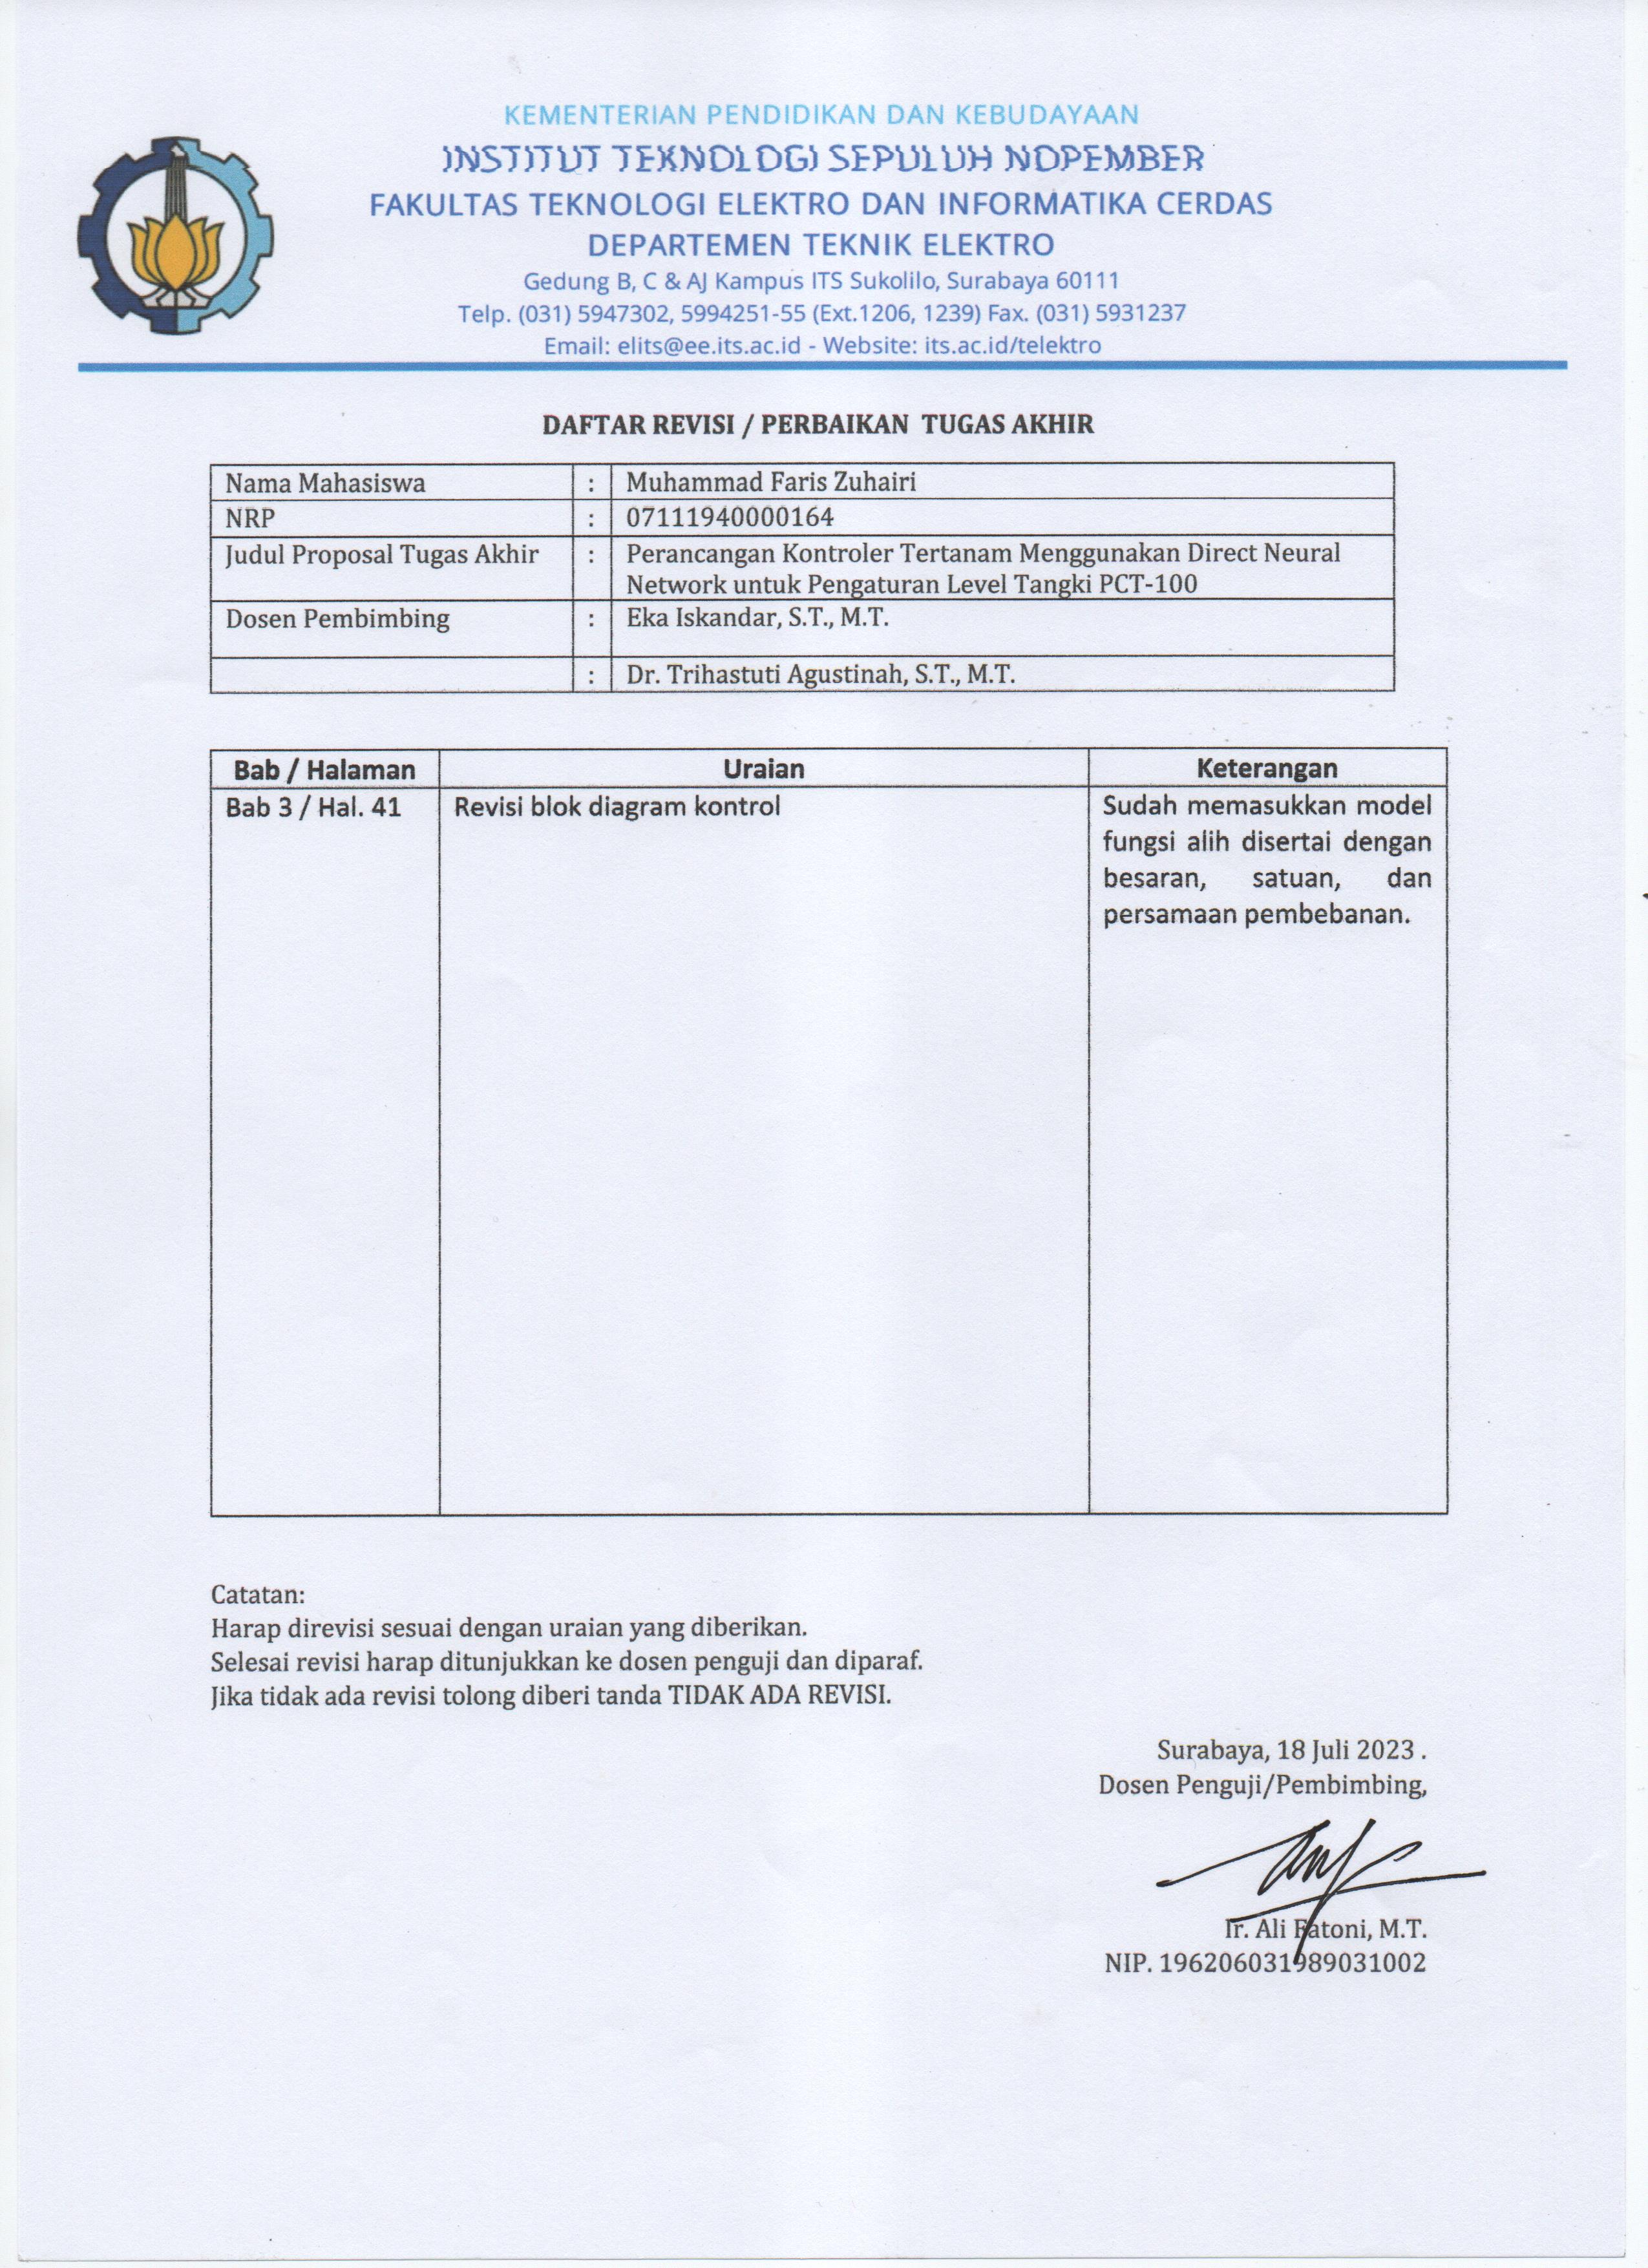 KEMENTERIAN PENDIDIKAN DAN KEBUDAYAAN
INSTITUT TEKNOLOGI SEPULUH NOPEMBER
FAKULTAS TEKNOLOGI ELEKTRO DAN INFORMATIKA CERDAS
DEPARTEMEN TEKNIK ELEKTRO
Gedung B, C & AJ Kampus ITS Sukolilo, Surabaya 60111
Telp. (031) 5947302, 5994251-55 (Ext.1206, 1239) Fax. (031) 5931237
Email: elits@ee.its.ac.id - Website: its.ac.id/telektro
DAFTAR REVISI / PERBAIKAN TUGAS AKHIR
Nama Mahasiswa : Muhammad Faris Zuhairi
NRP : 07111940000164
Judul Proposal Tugas Akhir : Perancangan Kontroler Tertanam Menggunakan Direct Neural
Network untuk Pengaturan Level Tangki PCT-100
Dosen Pembimbing : Eka Iskandar, S.T., M.T.
: Dr. Trihastuti Agustinah, S.T., M.T.
Bab / Halaman Uraian Keterangan
Bab 3 / Hal. 41 Revisi blok diagram kontrol Sudah memasukkan model
fungsi alih disertai dengan
besaran, satuan, dan
persamaan pembebanan.
Catatan:
Harap direvisi sesuai dengan uraian yang diberikan.
Selesai revisi harap ditunjukkan ke dosen penguji dan diparaf.
Jika tidak ada revisi tolong diberi tanda TIDAK ADA REVISI.
Surabaya, 18 Juli 2023 .
Dosen Penguji/Pembimbing,
Ir. Ali Fatoni, M.T.
NIP. 196206031989031002